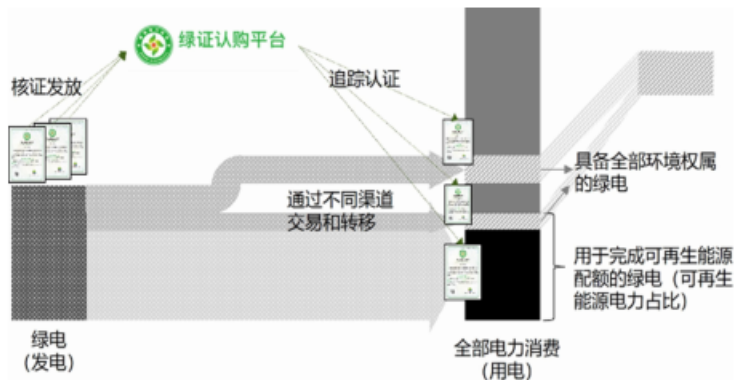 绿证认购平台
核证发放
追踪认证
具备全部环境权属
的绿电
通过不同渠道
交易和转移
用于完成可再生能源
配额的绿电（可再生
能源电力占比）
绿电
（发电）
全部电力消费
（用电）